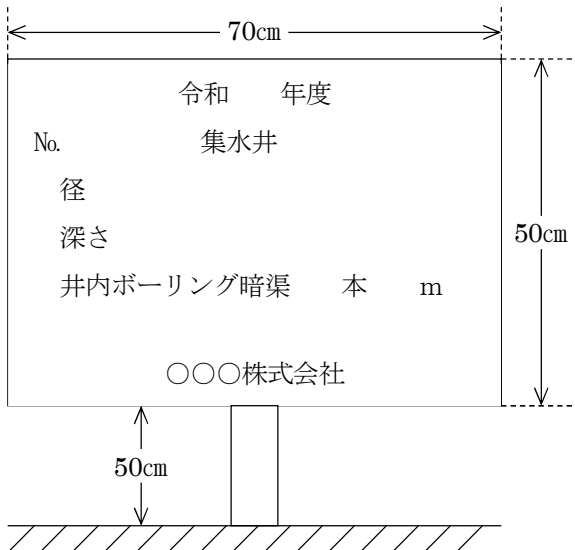 70㎝
令和　　年度
№　　　　　集水井
径
深さ
50㎝
井内ボーリング暗渠　　本　　ｍ
○○○株式会社
50㎝